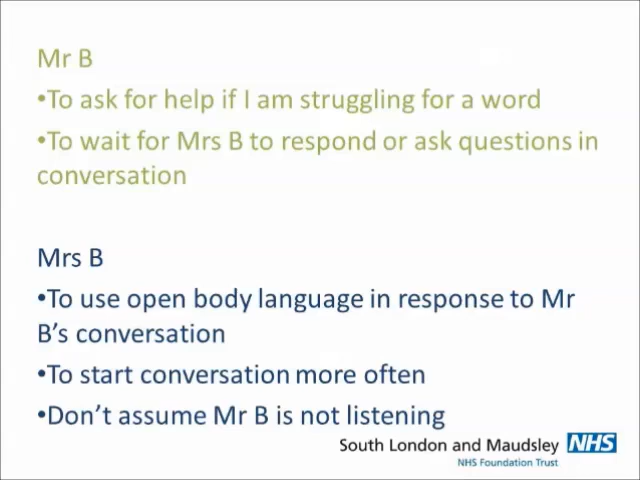 Mr B
•To ask for help if I am struggling for a word
•To wait for Mrs B to respond or ask questions in
conversation
Mrs B
•To use open body language in response to Mr
B’s conversation
•To start conversation more often
•Don’t assume Mr B is not listening
South London and Maudsley NHS
NHS Foundation Trust